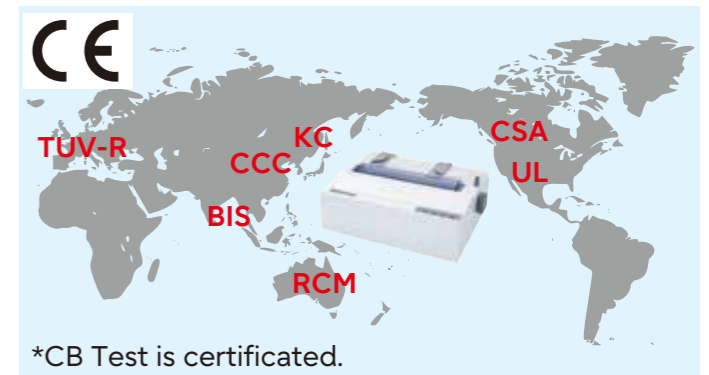 CE
TUV-R
KC
CCC
BIS
CSA
UL
RCM
*CB Test is certificated.